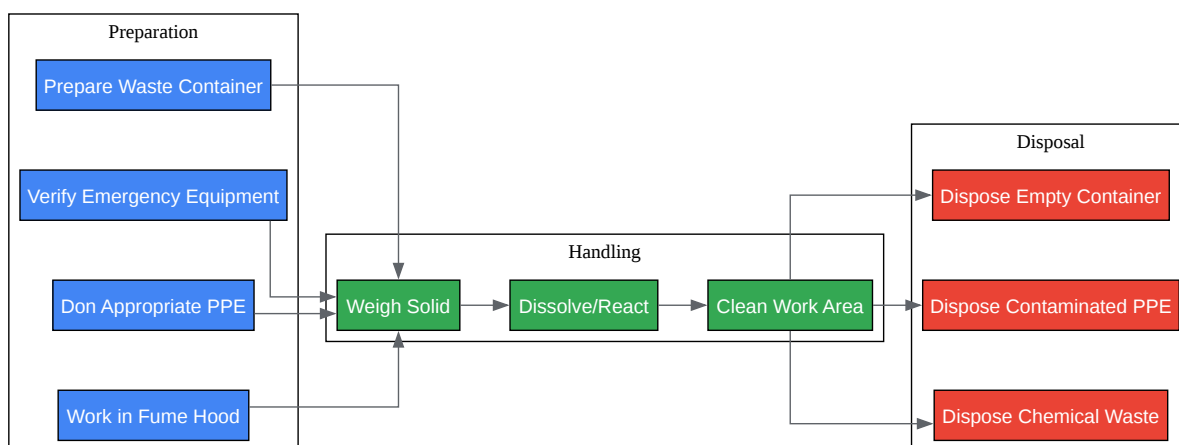 Preparation
Prepare Waste Container
Verify Emergency Equipment
Don Appropriate PPE
Work in Fume Hood
Handling
Weigh Solid
Dissolve/React
Clean Work Area
Disposal
Dispose Empty Container
Dispose Contaminated PPE
Dispose Chemical Waste